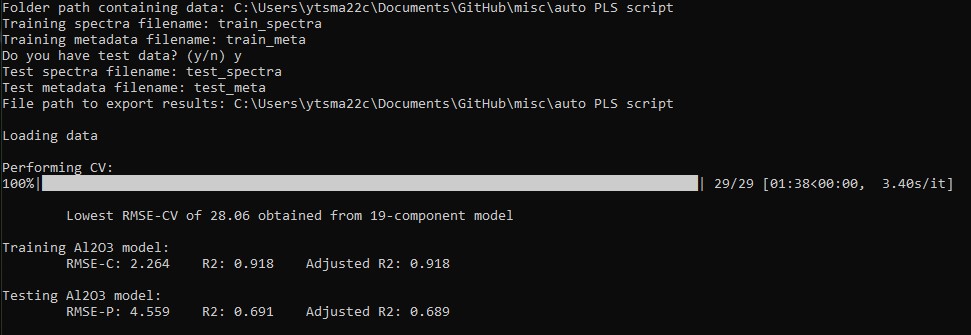 Folder path containing data: C:\Users\ytsma22c\Documents\GitHub\misc\auto PLS script
Training spectra filename: train_spectra
Training metadata filename: train_meta
Do you have test data? (y/n) y
Test spectra filename: test_spectra
Test metadata filename: test_meta
File path to export results: C:\Users\ytsma22c\Documents\GitHub\misc\auto PLS script
Loading data
Performing CV:
100%| | 29/29 [01:38<00:00, 3.40s/it]
Lowest RMSE-CV of 28.06 obtained from 19-component model
Training Al2O3 model:
RMSE-C: 2.264 R2: 0.918 Adjusted R2: 0.918
Testing Al2O3 model:
RMSE-P: 4.559 R2: 0.691 Adjusted R2: 0.689